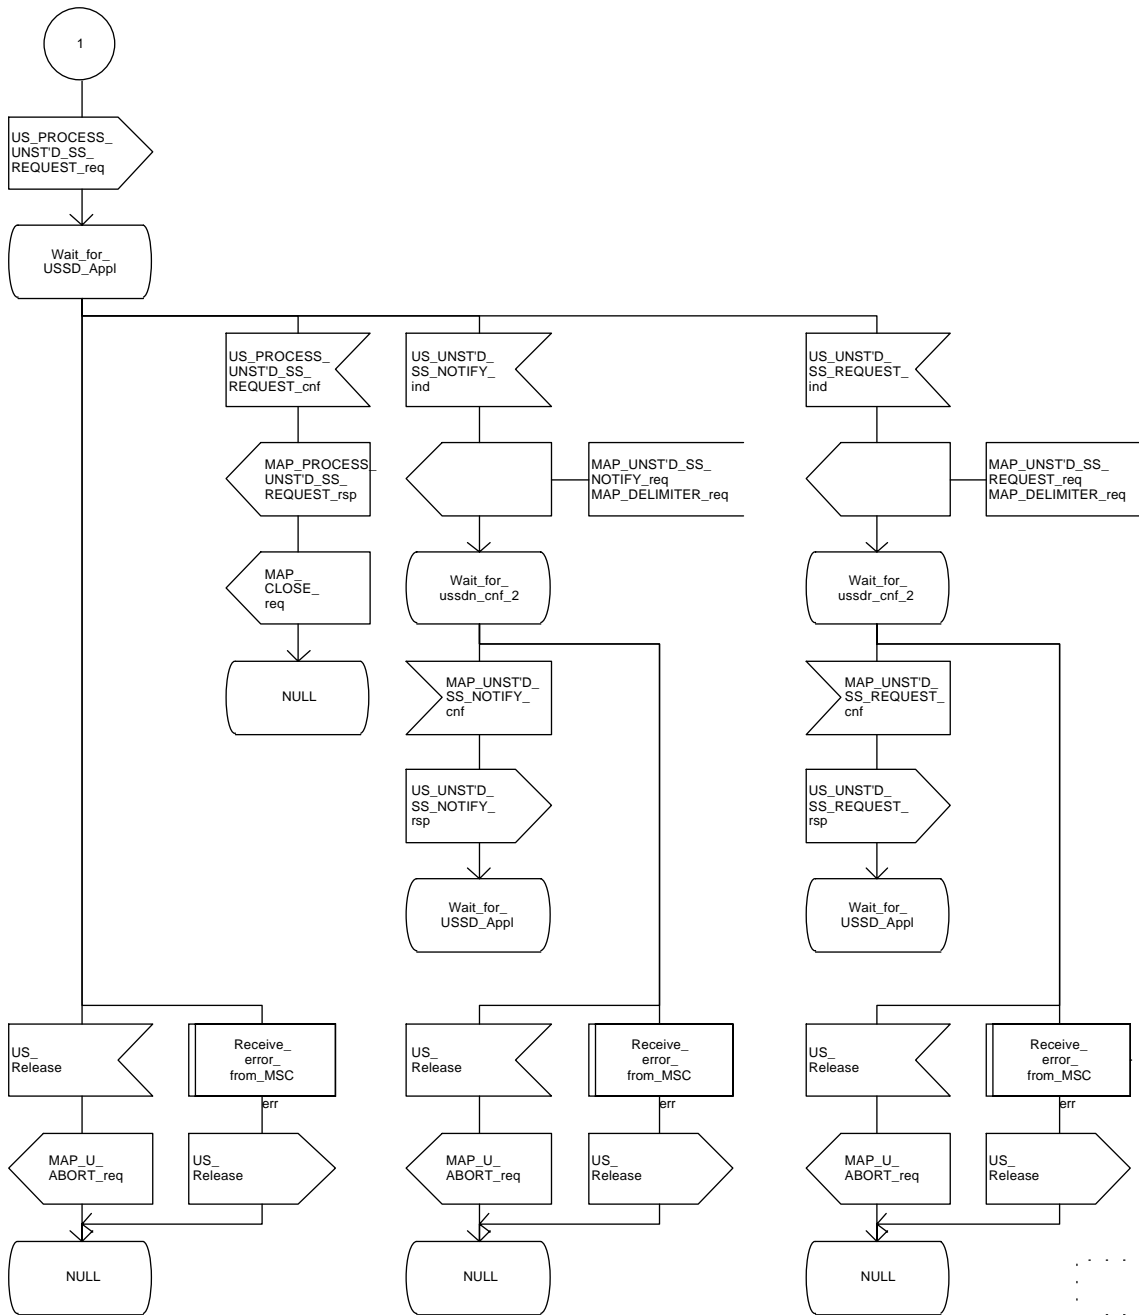 1
US_PROCESS_
UNST'D_SS_
REQUEST_req
Wait_for_
USSD_Appl
US_PROCESS_
UNST'D_SS_
REQUEST_cnf
US_UNST'D_
SS_NOTIFY_
ind
US_UNST'D_
SS_REQUEST_
ind
MAP_PROCESS_
UNST'D_SS_
REQUEST_rsp
MAP_UNST'D_SS_
NOTIFY_req
MAP_DELIMITER_req
MAP_UNST'D_SS_
REQUEST_req
MAP_DELIMITER_req
MAP_
CLOSE_
req
Wait_for_
ussdn_cnf_2
Wait_for_
ussdr_cnf_2
NULL
MAP_UNST'D_
SS_NOTIFY_
cnf
MAP_UNST'D_
SS_REQUEST_
cnf
US_UNST'D_
SS_NOTIFY_
rsp
US_UNST'D_
SS_REQUEST_
rsp
Wait_for_
USSD_Appl
Wait_for_
USSD_Appl
US_
Release
Receive_
error_
from_MSC
err
US_
Release
Receive_
error_
from_MSC
err
US_
Release
Receive_
error_
from_MSC
err
MAP_U_
ABORT_req
US_
Release
MAP_U_
ABORT_req
US_
Release
MAP_U_
ABORT_req
US_
Release
NULL
NULL
NULL